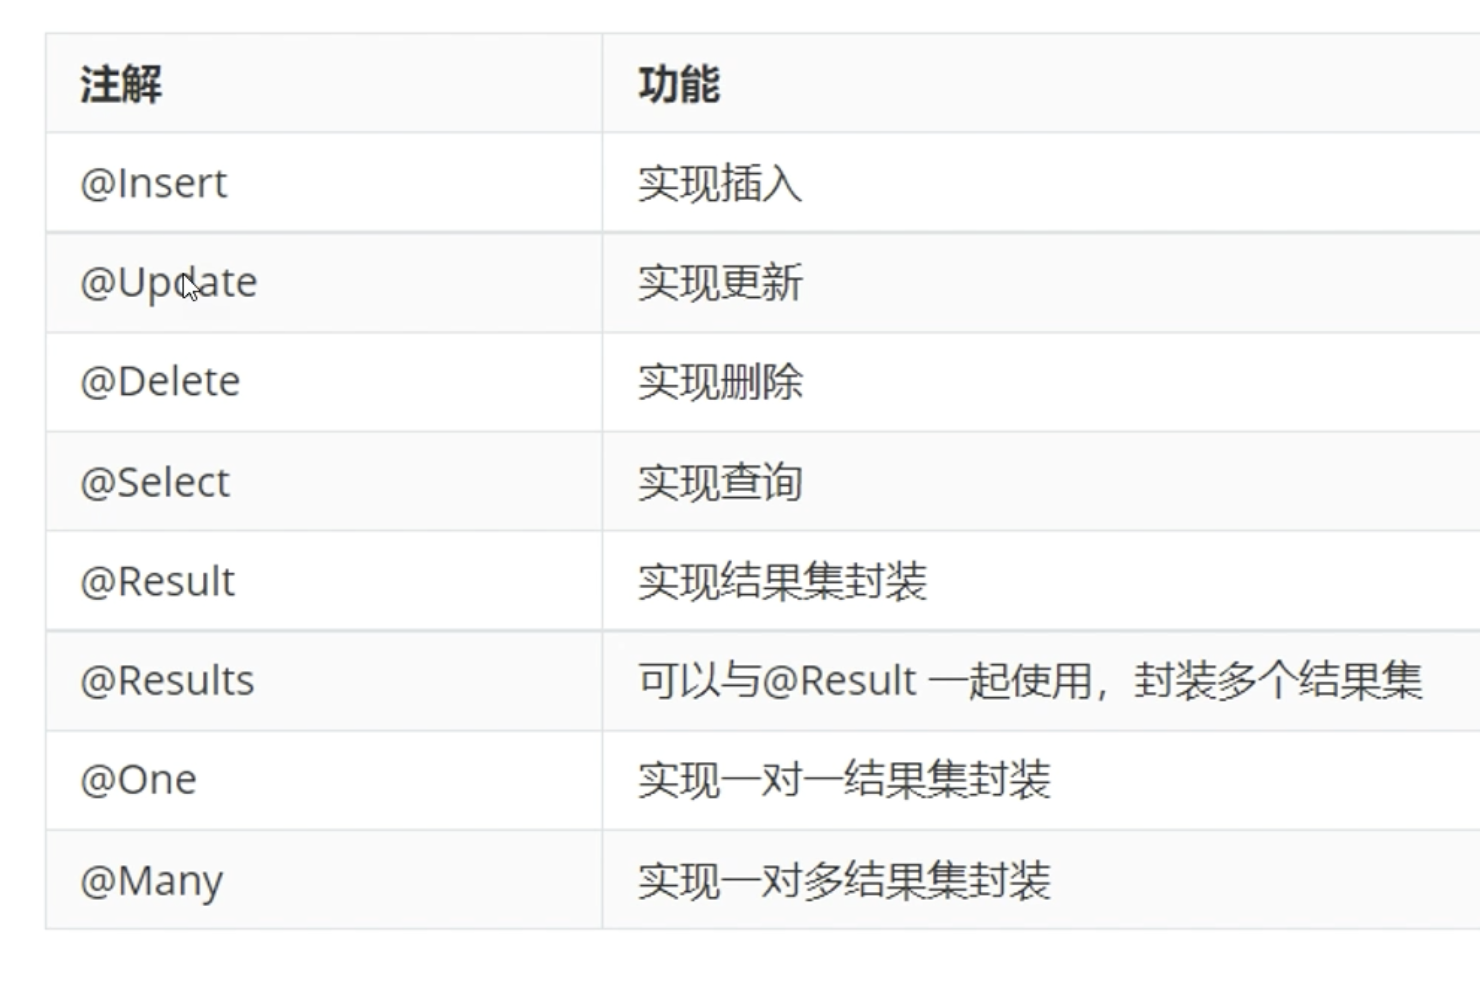 注解 功能
@Insert 实现插入
@Update 实现更新
@Delete 实现删除
@Select 实现查询
@Result 实现结果集封装
@Results 可以与@Result 一起使用，封装多个结果集
@One 实现一对一结果集封装
@Many 实现一对多结果集封装